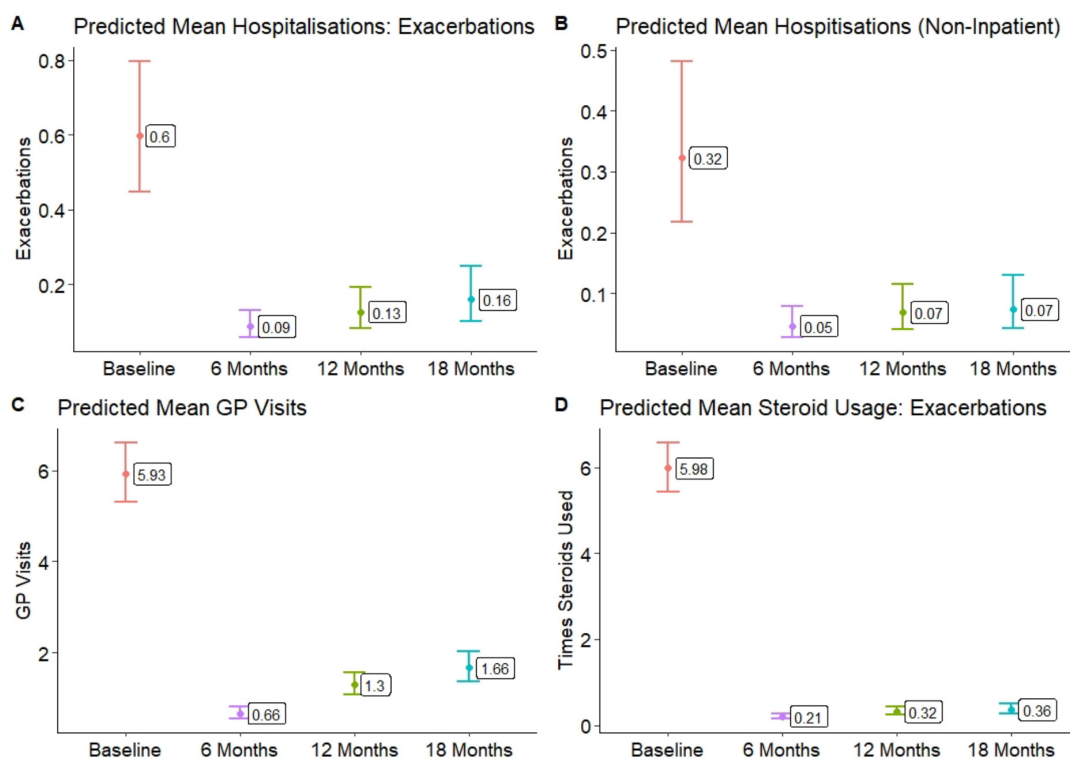 A Predicted Mean Hospitalisations: Exacerbations
Exacerbations
0.8
0.6
0.4
0.2
0.6
0.09
0.13
0.16
Baseline 6 Months 12 Months 18 Months
B Predicted Mean Hospitisations (Non-Inpatient)
Exacerbations
0.5
0.4
0.3
0.2
0.1
0.32
0.05
0.07
0.07
Baseline 6 Months 12 Months 18 Months
C Predicted Mean GP Visits
GP Visits
6
4
2
5.93
0.66
1.3
1.66
Baseline 6 Months 12 Months 18 Months
D Predicted Mean Steroid Usage: Exacerbations
Times Steroids Used
6
4
2
0
5.98
0.21
0.32
0.36
Baseline 6 Months 12 Months 18 Months